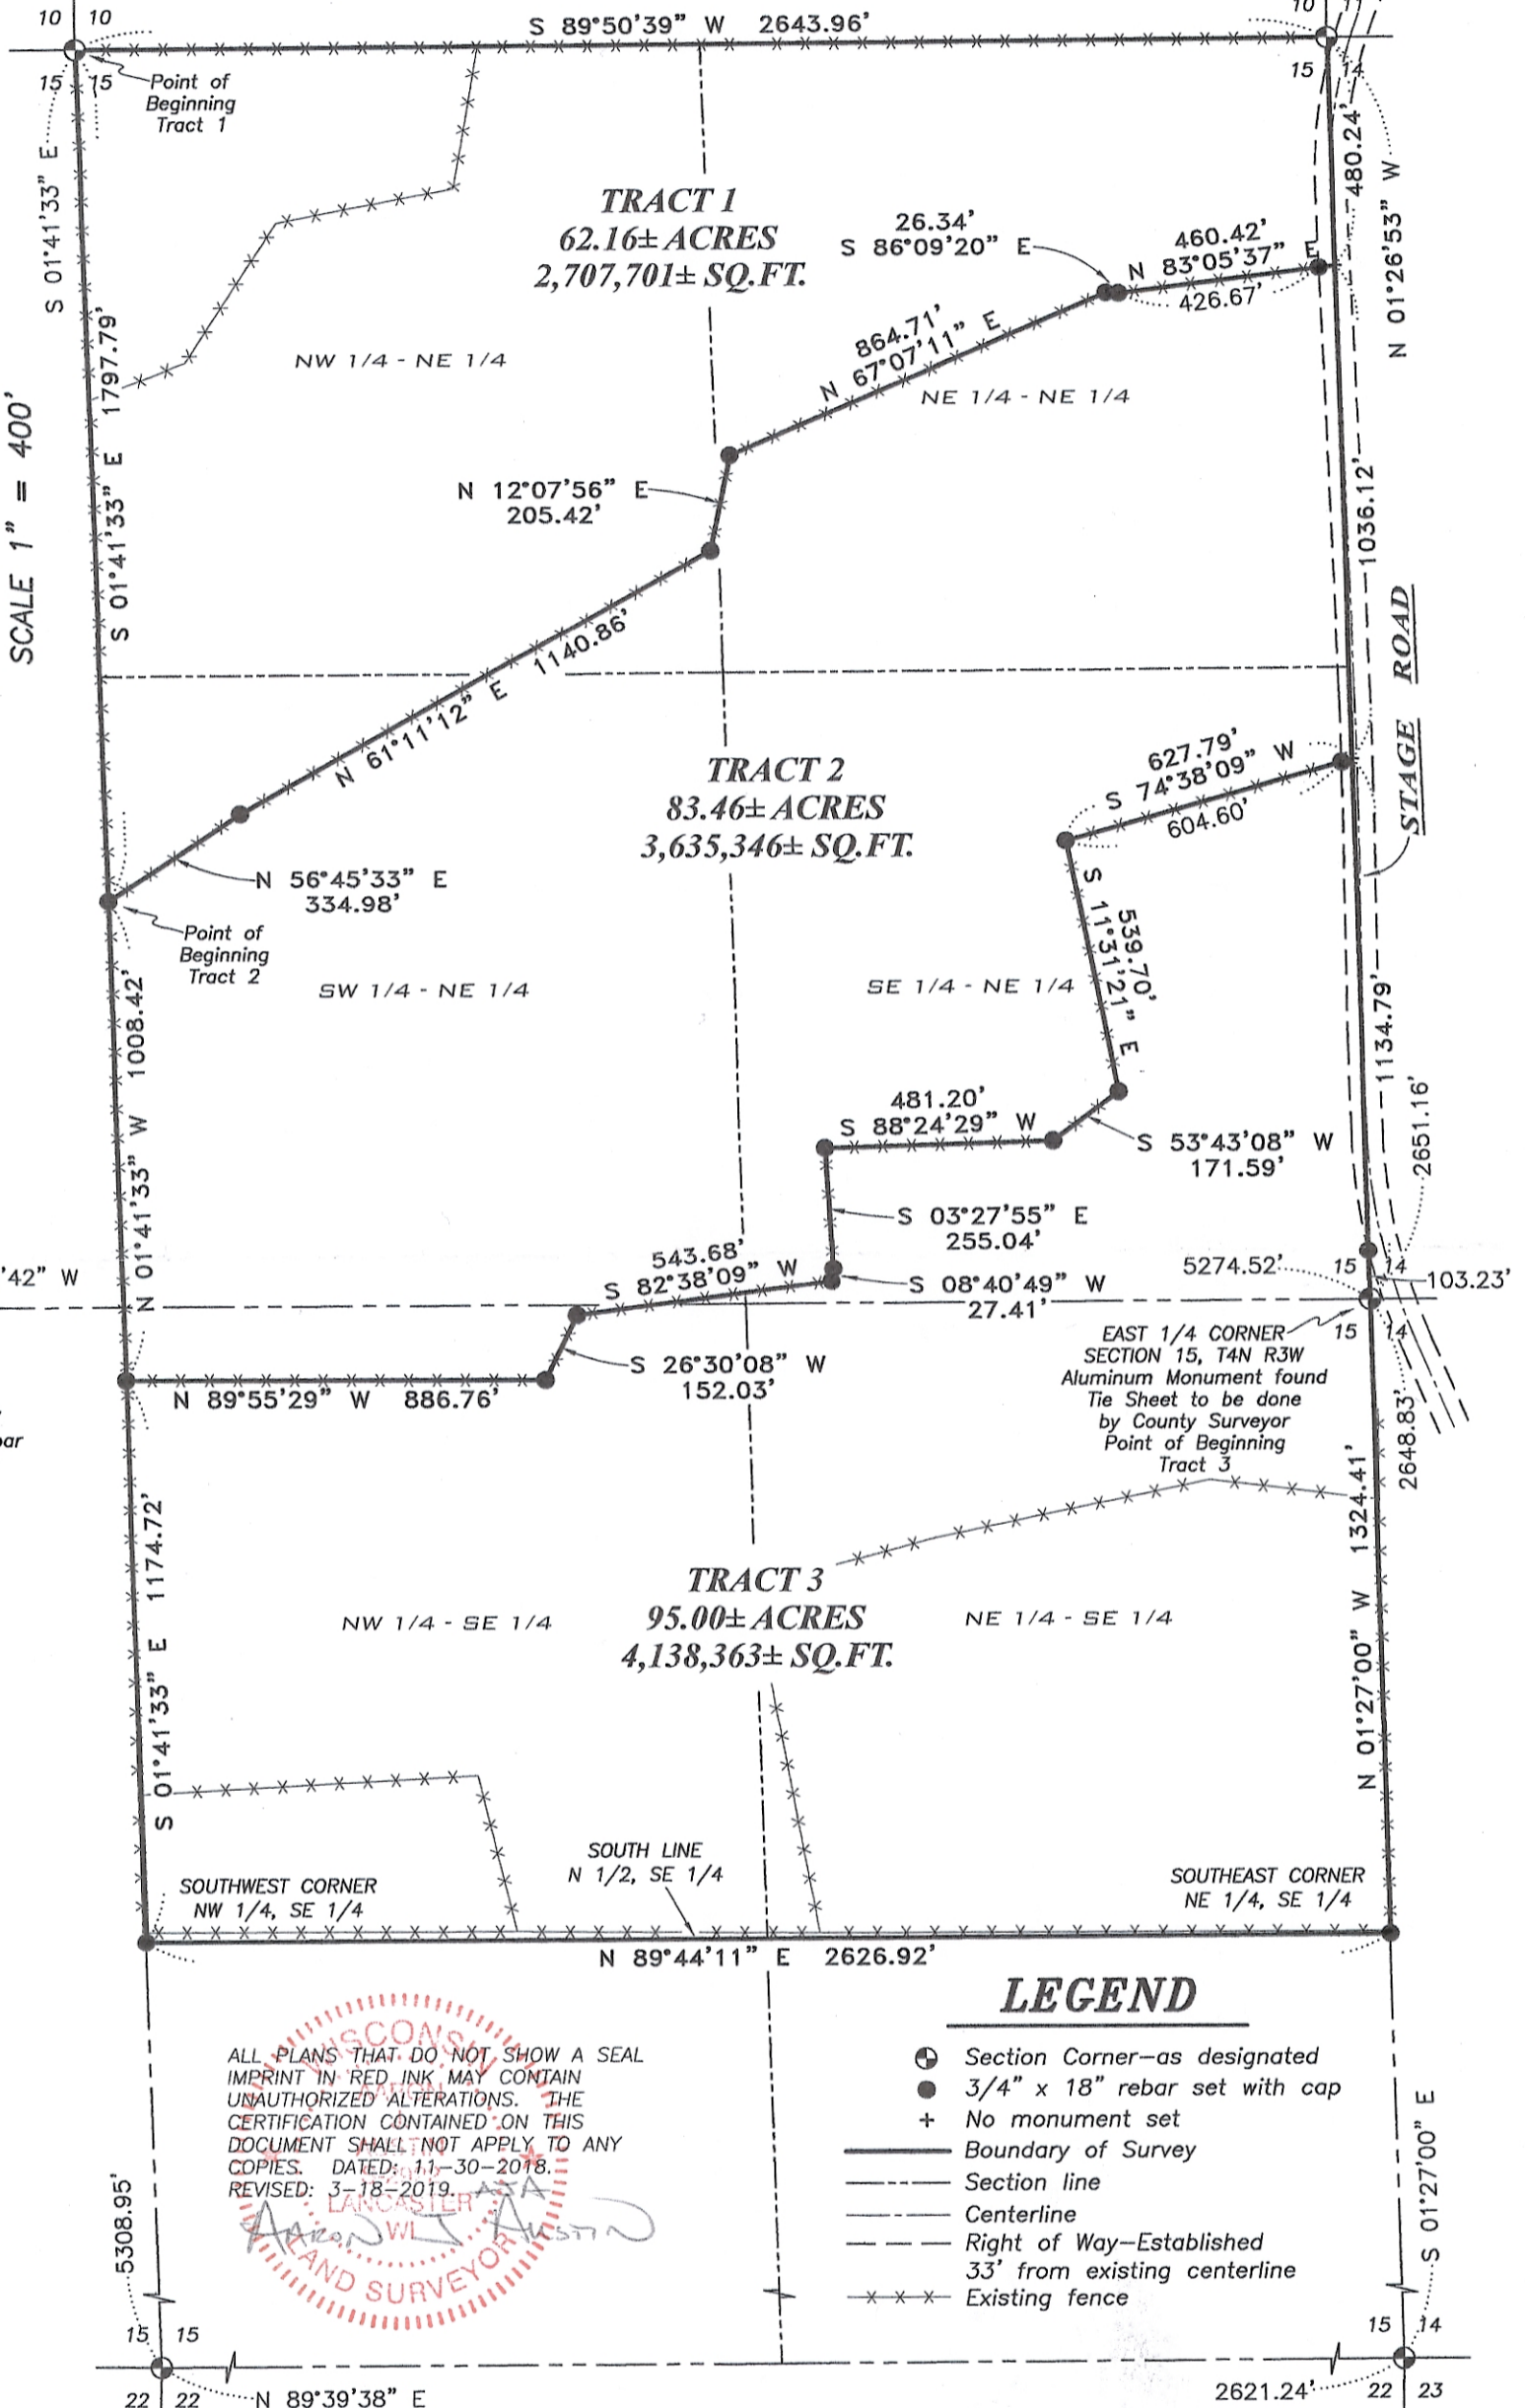 10 10
S 89°50'39" W 2643.96'
10 11
15 15
15 14
Point of
Beginning
Tract 1
S 01°41'33" E
1797.79'
S 01°41'33" E
SCALE 1" = 400'
TRACT 1
62.16± ACRES
2,707,701± SQ.FT.
26.34'
S 86°09'20" E
460.42'
N 83°05'37" E
426.67'
480.24'
N 01°26'53" W
864.71'
N 67°07'11" E
NW 1/4 - NE 1/4
NE 1/4 - NE 1/4
N 12°07'56" E
205.42'
1036.12'
N 61°11'12" E 1140.86'
STAGE ROAD
TRACT 2
83.46± ACRES
3,635,346± SQ.FT.
627.79'
S 74°38'09" W
604.60'
N 56°45'33" E
334.98'
Point of
Beginning
Tract 2
539.70'
S 11°31'21" E
SW 1/4 - NE 1/4
SE 1/4 - NE 1/4
N 01°41'33" W 1008.42'
1134.79'
2651.16'
481.20'
S 88°24'29" W
S 53°43'08" W
171.59'
S 03°27'55" E
255.04'
543.68'
S 82°38'09" W
S 08°40'49" W
27.41'
'42" W
5274.52'
15 14
103.23'
15 14
EAST 1/4 CORNER
SECTION 15, T4N R3W
Aluminum Monument found
Tie Sheet to be done
by County Surveyor
Point of Beginning
Tract 3
S 26°30'08" W
152.03'
N 89°55'29" W 886.76'
bar
2648.83'
N 01°27'00" W 1324.41'
S 01°41'33" E 1174.72'
TRACT 3
95.00± ACRES
4,138,363± SQ.FT.
NW 1/4 - SE 1/4
NE 1/4 - SE 1/4
SOUTHWEST CORNER
NW 1/4, SE 1/4
SOUTH LINE
N 1/2, SE 1/4
SOUTHEAST CORNER
NE 1/4, SE 1/4
N 89°44'11" E 2626.92'
LEGEND
Section Corner-as designated
3/4" x 18" rebar set with cap
No monument set
Boundary of Survey
Section line
Centerline
Right of Way-Established
33' from existing centerline
Existing fence
ALL PLANS THAT DO NOT SHOW A SEAL
IMPRINT IN RED INK MAY CONTAIN
UNAUTHORIZED ALTERATIONS. THE
CERTIFICATION CONTAINED ON THIS
DOCUMENT SHALL NOT APPLY TO ANY
COPIES. DATED: 11-30-2018.
REVISED: 3-18-2019. AJA
AARON J AUSTIN
WISCONSIN
AARON
AUSTIN
LANCASTER
WI
LAND SURVEYOR
5308.95'
S 01°27'00" E
15 15
15 14
22 22
N 89°39'38" E
2621.24'
22 23